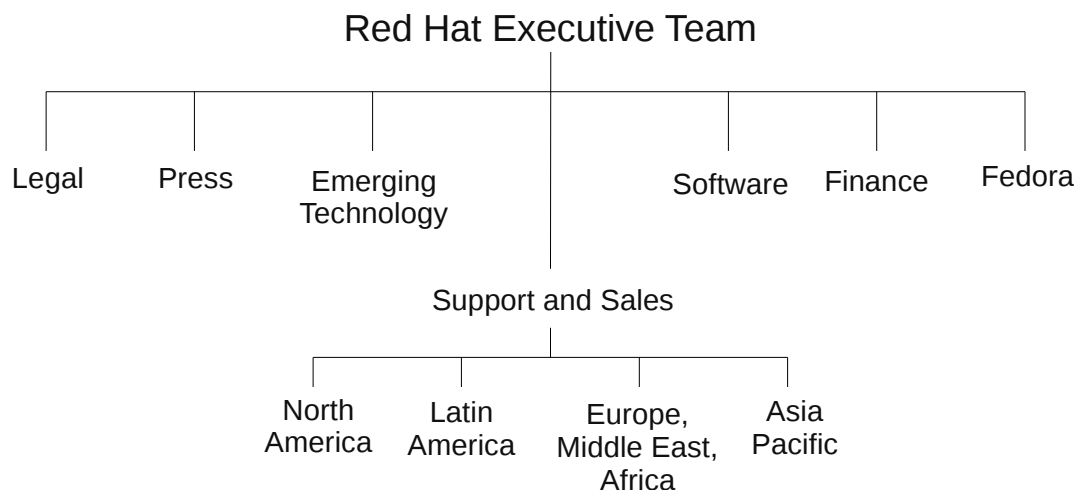 Red Hat Executive Team
Legal
Press
Emerging
Technology
Software
Finance
Fedora
Support and Sales
North
America
Latin
America
Europe,
Middle East,
Africa
Asia
Pacific